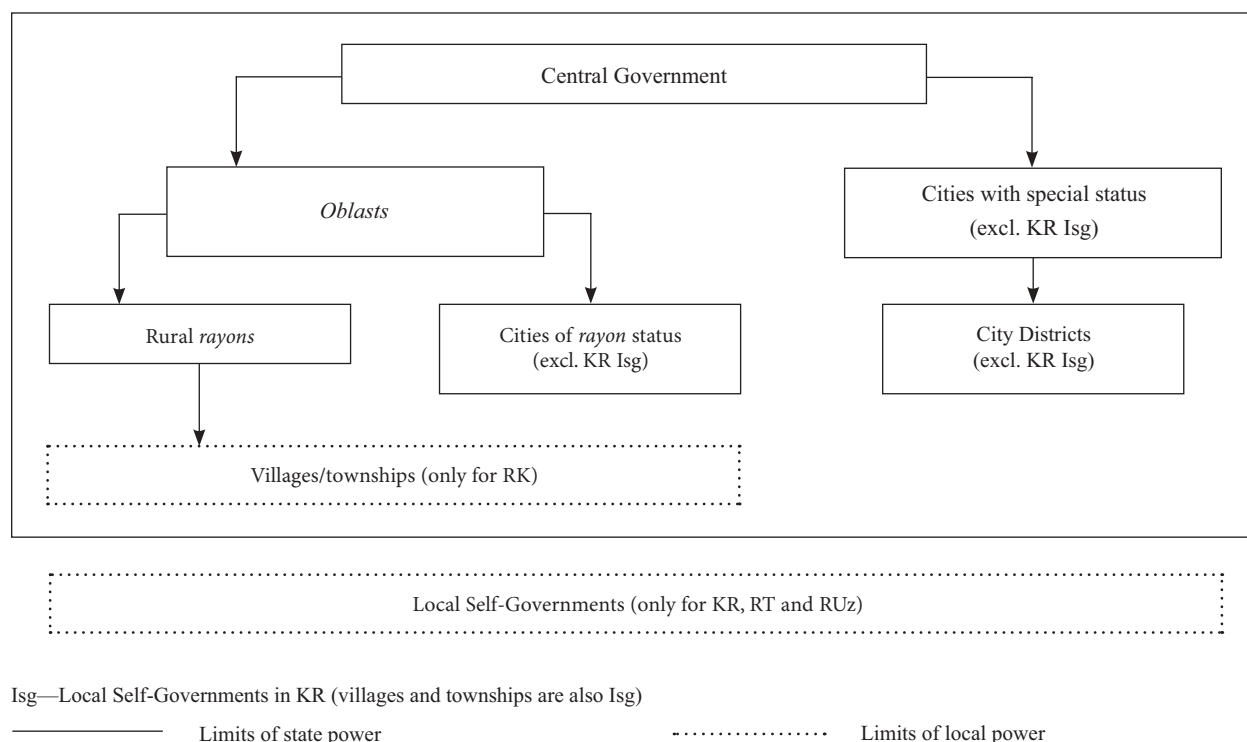 Central Government
Oblasts
Cities with special status
(excl. KR Isg)
Rural rayons
Cities of rayon status
(excl. KR Isg)
City Districts
(excl. KR Isg)
Villages/townships (only for RK)
Local Self-Governments (only for KR, RT and RUz)
Isg—Local Self-Governments in KR (villages and townships are also Isg)
Limits of state power
Limits of local power